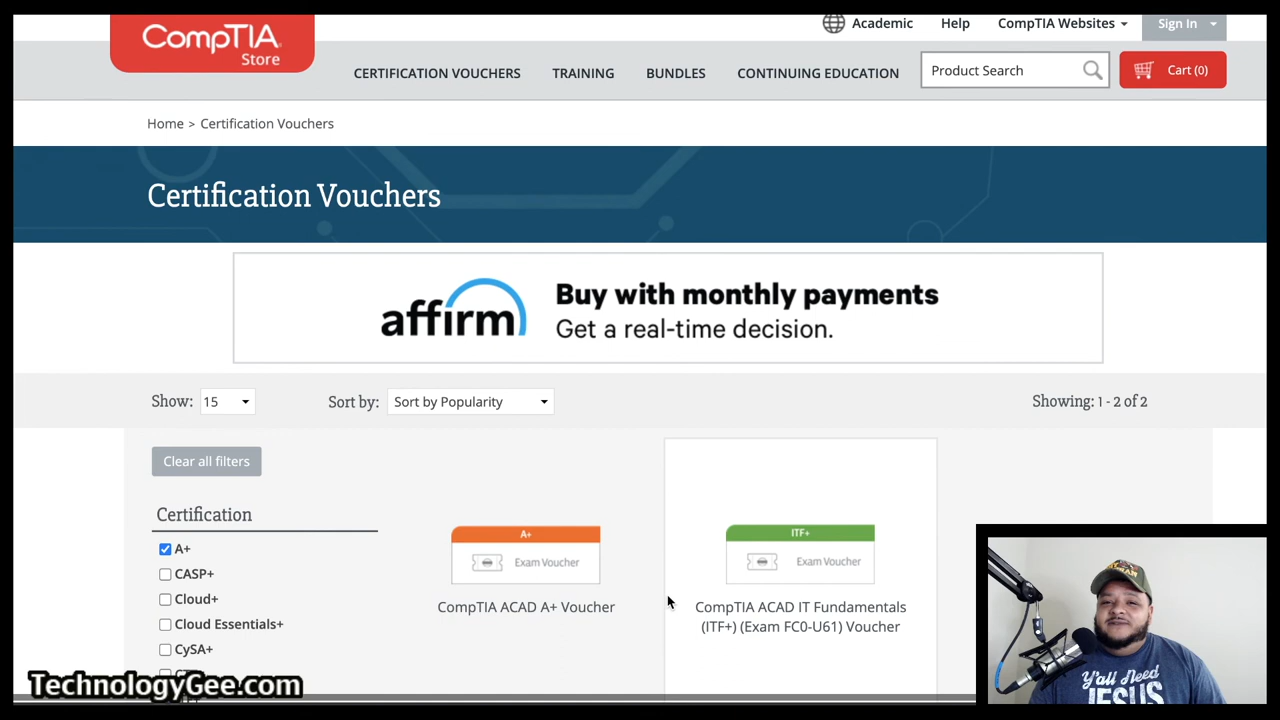 CompTIA.
Store
Academic
Help
CompTIA Websites
Sign In
CERTIFICATION VOUCHERS
TRAINING
BUNDLES
CONTINUING EDUCATION
Product Search
Cart (0)
Home > Certification Vouchers
Certification Vouchers
affirm
Buy with monthly payments
Get a real-time decision.
Show: 15
Sort by: Sort by Popularity
Showing: 1 - 2 of 2
Clear all filters
Certification
A+
CASP+
Cloud+
Cloud Essentials+
CySA+
A+
Exam Voucher
CompTIA ACAD A+ Voucher
ITF+
Exam Voucher
CompTIA ACAD IT Fundamentals
(ITF+) (Exam FC0-U61) Voucher
TechnologyGee.com
Y'all Need
JESUS